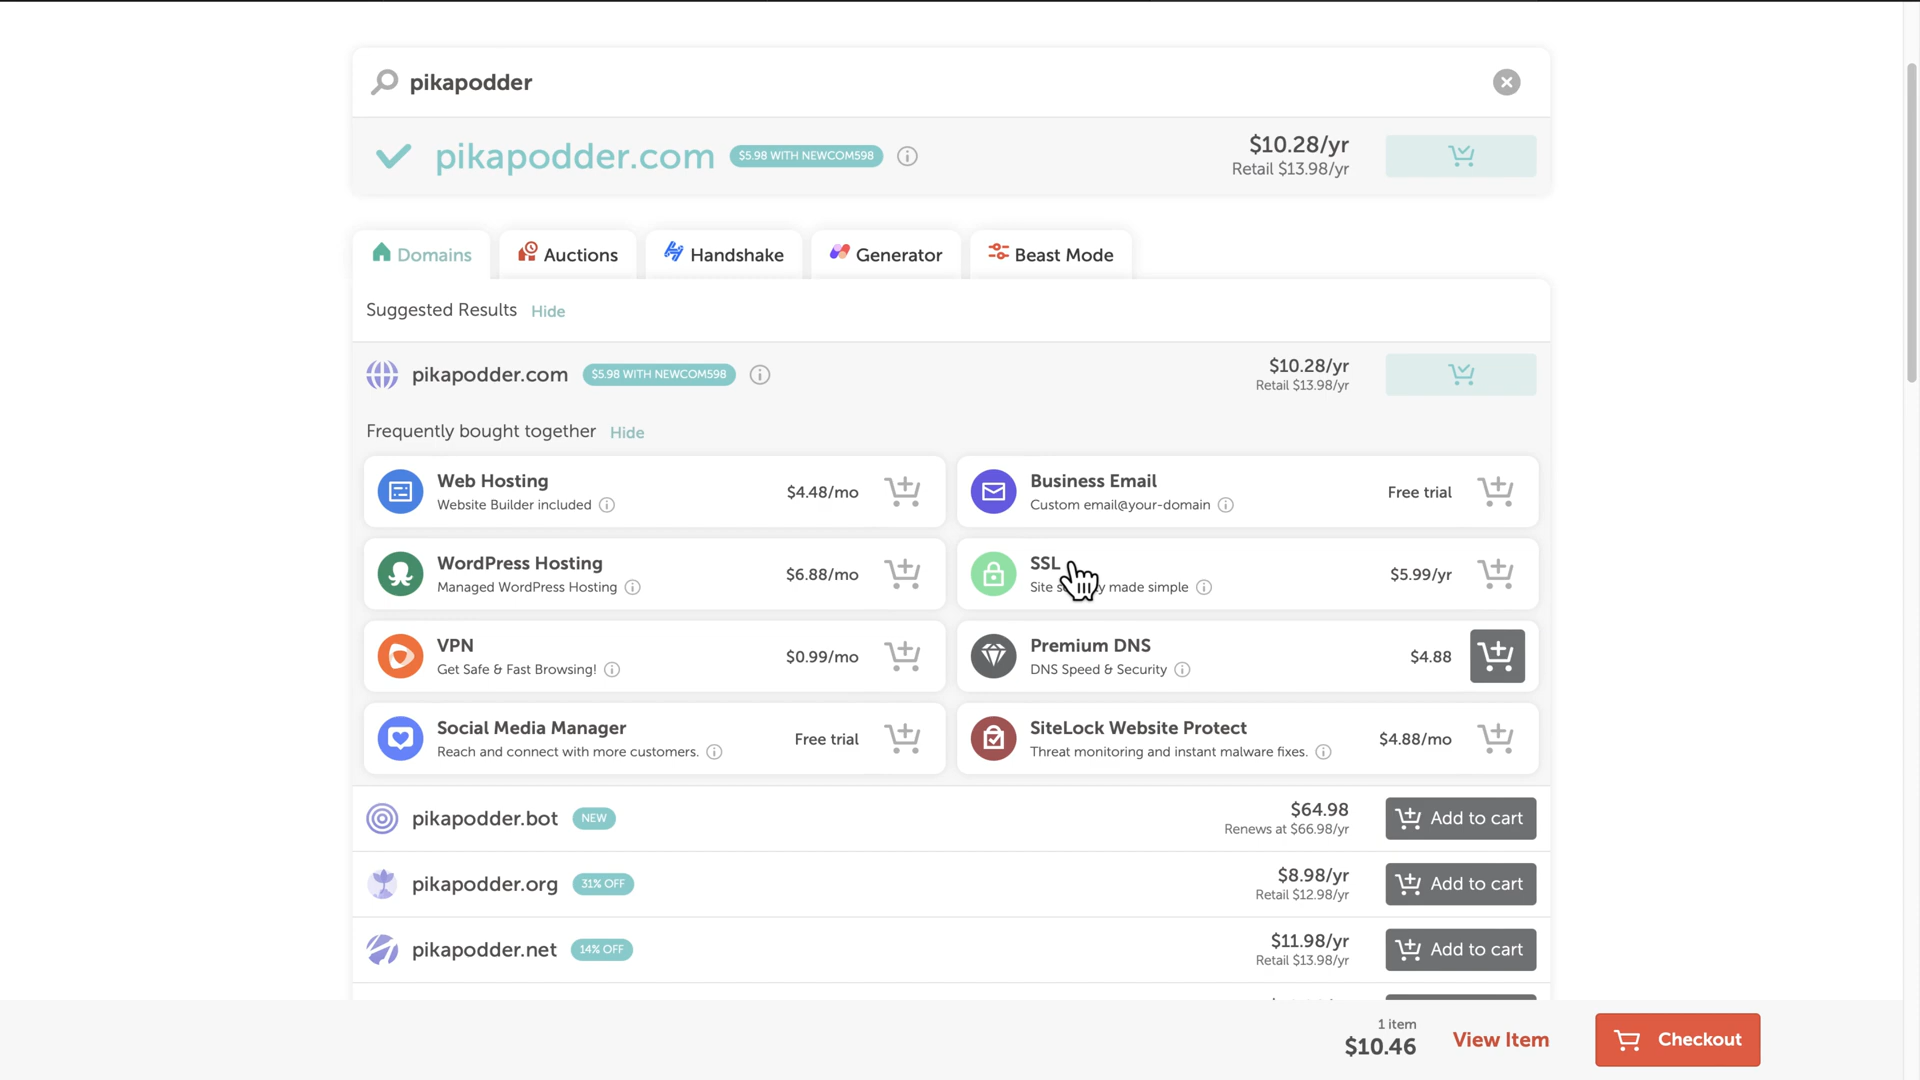 pikapodder
pikapodder.com $5.98 WITH NEWCOM598
$10.28/yr
Retail $13.98/yr
Domains Auctions Handshake Generator Beast Mode
Suggested Results Hide
pikapodder.com $5.98 WITH NEWCOM598
$10.28/yr
Retail $13.98/yr
Frequently bought together Hide
Web Hosting
Website Builder included
$4.48/mo
Business Email
Custom email@your-domain
Free trial
WordPress Hosting
Managed WordPress Hosting
$6.88/mo
SSL
Site made simple
$5.99/yr
VPN
Get Safe & Fast Browsing!
$0.99/mo
Premium DNS
DNS Speed & Security
$4.88
Social Media Manager
Reach and connect with more customers.
Free trial
SiteLock Website Protect
Threat monitoring and instant malware fixes.
$4.88/mo
pikapodder.bot NEW
$64.98
Renews at $66.98/yr
Add to cart
pikapodder.org 31% OFF
$8.98/yr
Retail $12.98/yr
Add to cart
pikapodder.net 14% OFF
$11.98/yr
Retail $13.98/yr
Add to cart
1 item
$10.46
View Item
Checkout